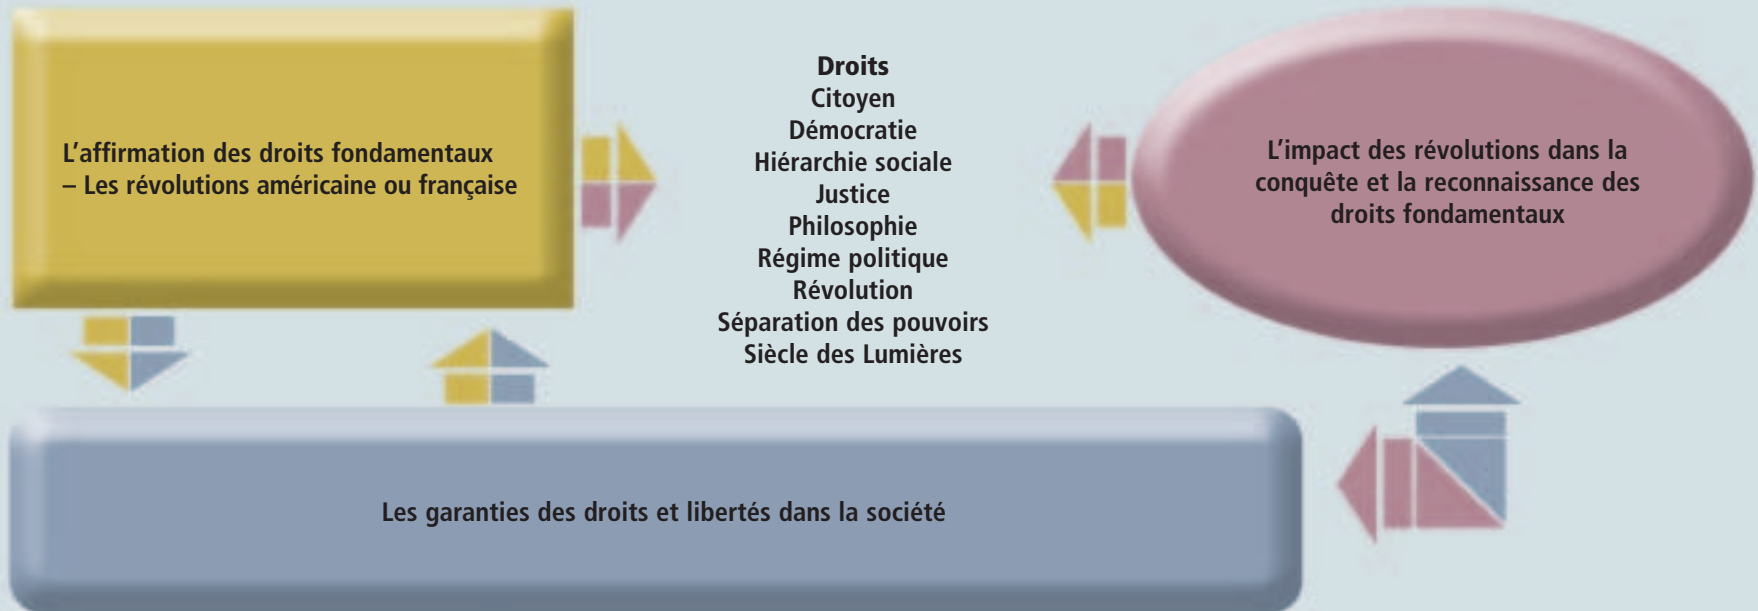 L'affirmation des droits fondamentaux
– Les révolutions américaine ou française
Droits
Citoyen
Démocratie
Hiérarchie sociale
Justice
Philosophie
Régime politique
Révolution
Séparation des pouvoirs
Siècle des Lumières
L'impact des révolutions dans la
conquête et la reconnaissance des
droits fondamentaux
Les garanties des droits et libertés dans la société